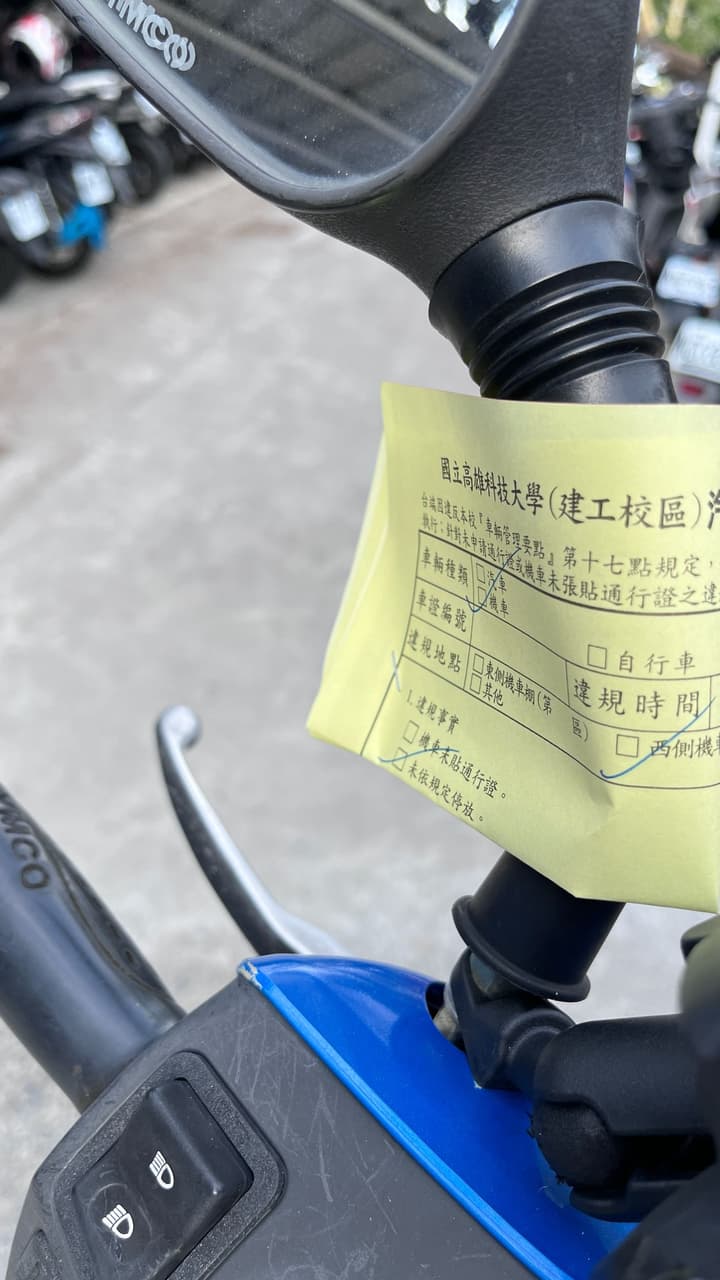 KYMCO
國立高雄科技大學(建工校區)汽
台端因違反本校『車輛管理要點』第十七點規定,
執行:針對未申請通行證或機車未張貼通行證之違
車輛種類 □汽車
□機車 □自行車
車證編號
違規時間
違規地點 □東側機車棚(第 區) □西側機車
□其他
1.違規事實
□機車未貼通行證。
□未依規定停放。
YMCO